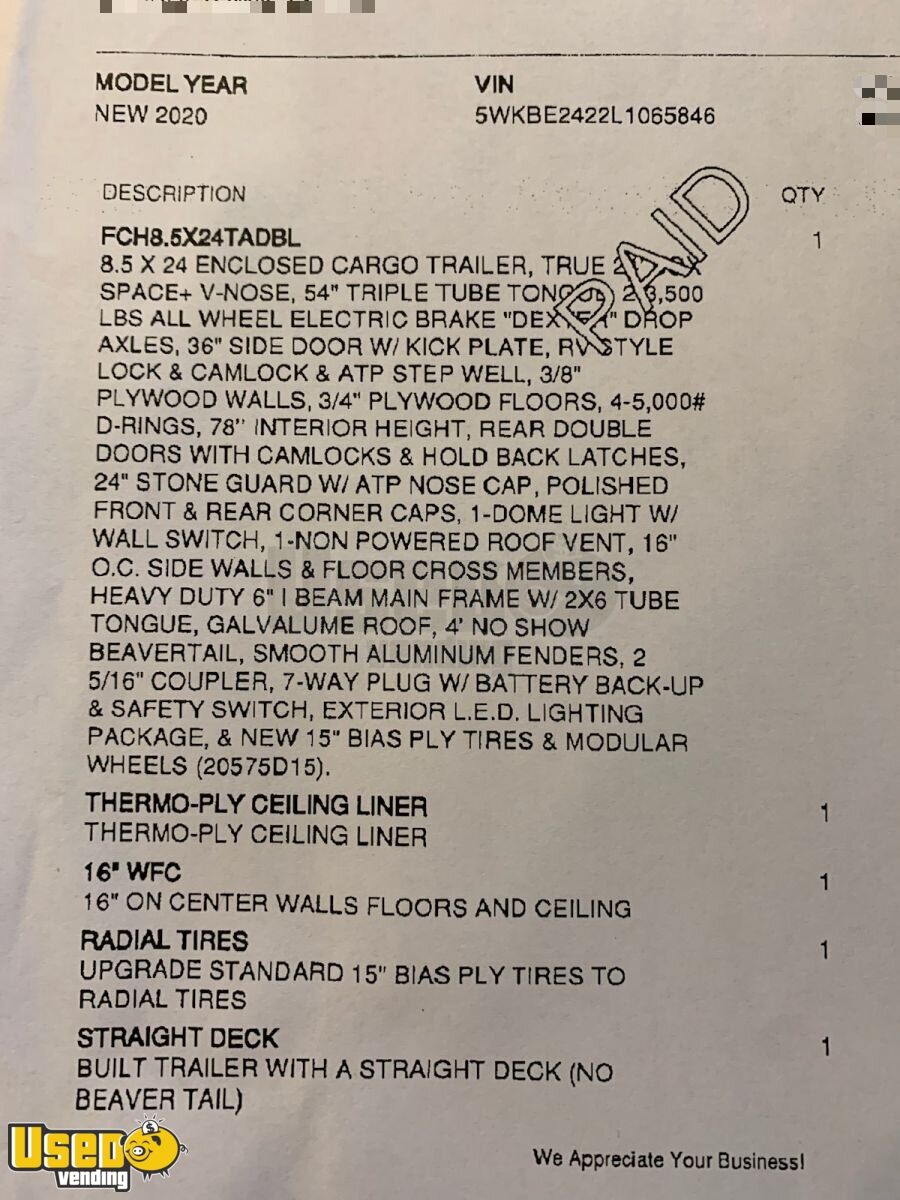 MODEL YEAR VIN
NEW 2020 5WKBE2422L1065846
DESCRIPTION QTY
PAID
FCH8.5X24TADBL 1
8.5 X 24 ENCLOSED CARGO TRAILER, TRUE
SPACE+ V-NOSE, 54" TRIPLE TUBE TONGUE, 2-3,500
LBS ALL WHEEL ELECTRIC BRAKE "DEXTER" DROP
AXLES, 36" SIDE DOOR W/ KICK PLATE, RV STYLE
LOCK & CAMLOCK & ATP STEP WELL, 3/8"
PLYWOOD WALLS, 3/4" PLYWOOD FLOORS, 4-5,000#
D-RINGS, 78" INTERIOR HEIGHT, REAR DOUBLE
DOORS WITH CAMLOCKS & HOLD BACK LATCHES,
24" STONE GUARD W/ ATP NOSE CAP, POLISHED
FRONT & REAR CORNER CAPS, 1-DOME LIGHT W/
WALL SWITCH, 1-NON POWERED ROOF VENT, 16"
O.C. SIDE WALLS & FLOOR CROSS MEMBERS,
HEAVY DUTY 6" I BEAM MAIN FRAME W/ 2X6 TUBE
TONGUE, GALVALUME ROOF, 4' NO SHOW
BEAVERTAIL, SMOOTH ALUMINUM FENDERS, 2
5/16" COUPLER, 7-WAY PLUG W/ BATTERY BACK-UP
& SAFETY SWITCH, EXTERIOR L.E.D. LIGHTING
PACKAGE, & NEW 15" BIAS PLY TIRES & MODULAR
WHEELS (20575D15).
THERMO-PLY CEILING LINER 1
THERMO-PLY CEILING LINER
16" WFC 1
16" ON CENTER WALLS FLOORS AND CEILING
RADIAL TIRES 1
UPGRADE STANDARD 15" BIAS PLY TIRES TO
RADIAL TIRES
STRAIGHT DECK 1
BUILT TRAILER WITH A STRAIGHT DECK (NO
BEAVER TAIL)
We Appreciate Your Business!
USED
vending